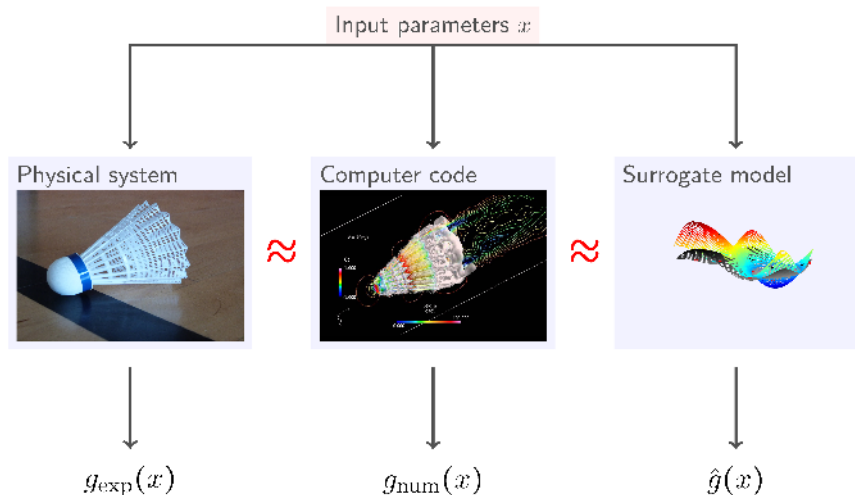 Input parameters x
Physical system
Computer code
Surrogate model
≈ ≈
g_exp(x)
g_num(x)
ĝ(x)